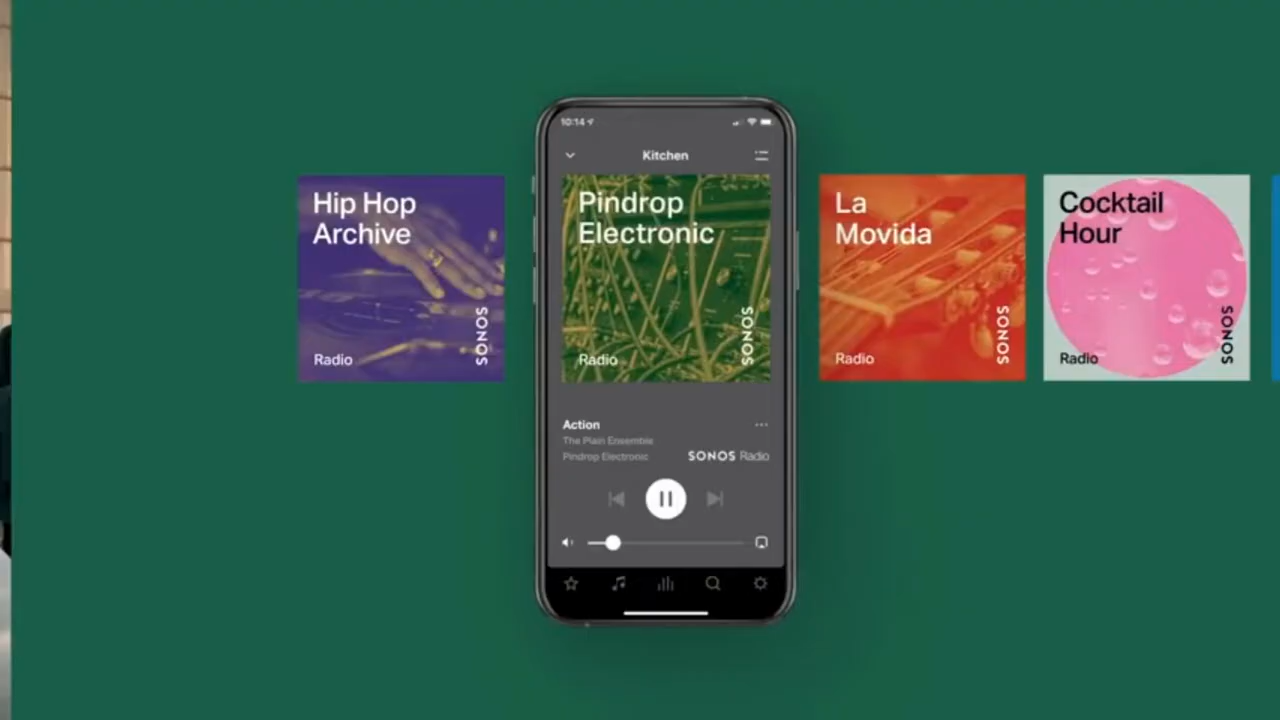 10:14
Kitchen
Hip Hop
Archive
Radio
SONOS
Pindrop
Electronic
Radio
SONOS
La
Movida
Radio
SONOS
Cocktail
Hour
Radio
SONOS
Action
The Plain Ensemble
Pindrop Electronic
SONOS Radio